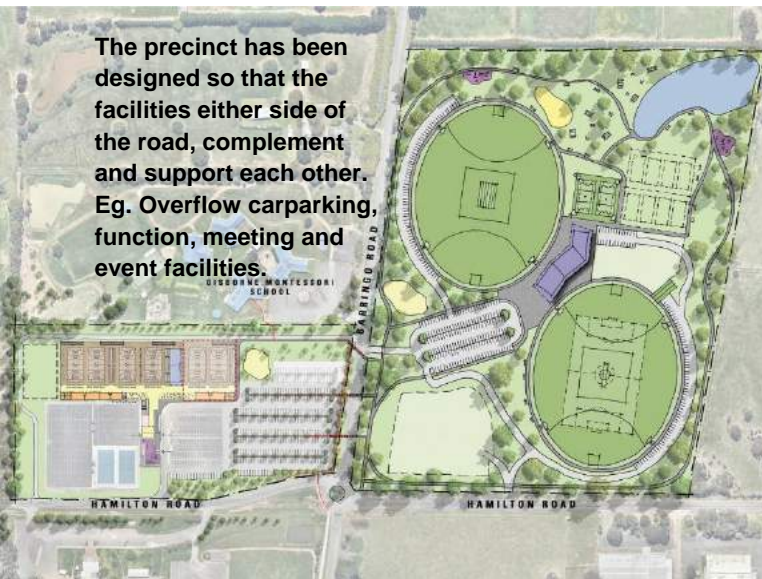 The precinct has been
designed so that the
facilities either side of
the road, complement
and support each other.
Eg. Overflow carparking,
function, meeting and
event facilities.
GISBORNE MONTESSORI
SCHOOL
BARRINGO ROAD
HAMILTON ROAD
HAMILTON ROAD